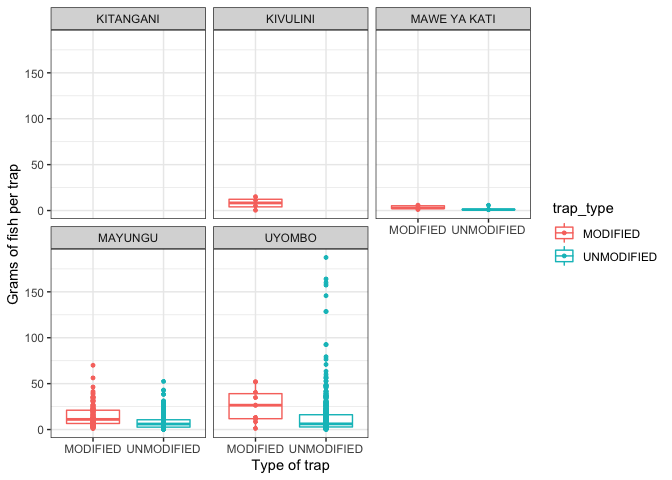 KITANGANI KIVULINI MAWE YA KATI
150
100
50
0
MODIFIED UNMODIFIED
MAYUNGU UYOMBO
150
100
50
0
MODIFIED UNMODIFIED MODIFIED UNMODIFIED
Type of trap
Grams of fish per trap
trap_type
MODIFIED
UNMODIFIED